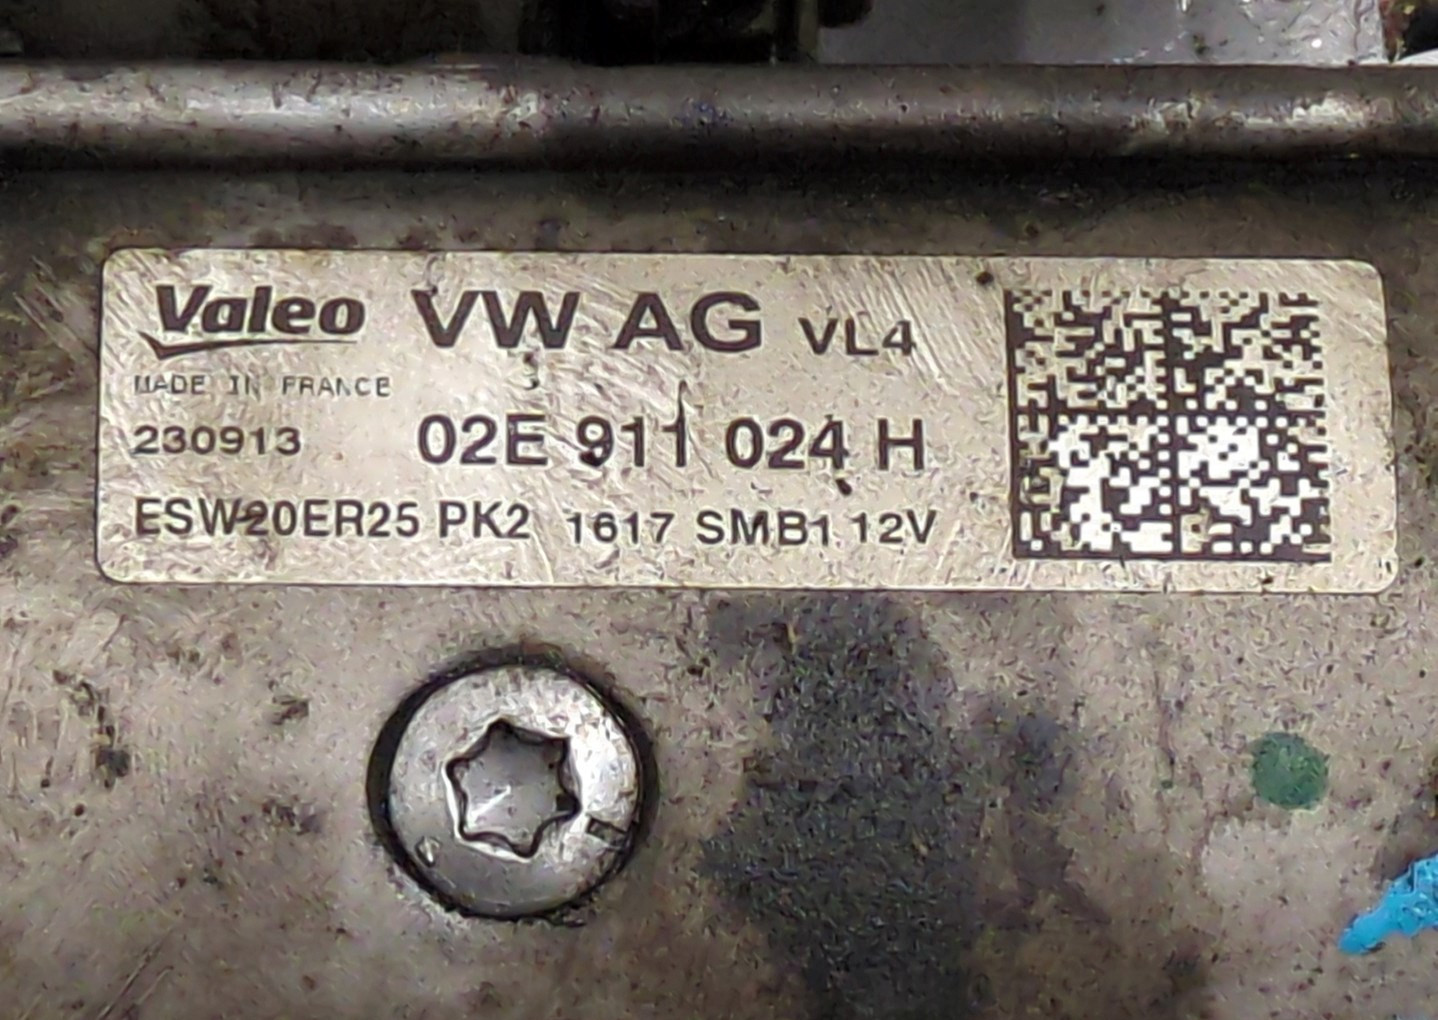 Valeo VW AG VL4
MADE IN FRANCE
230913 02E 911 024 H
ESW20ER25 PK2 1617 SMB1 12V